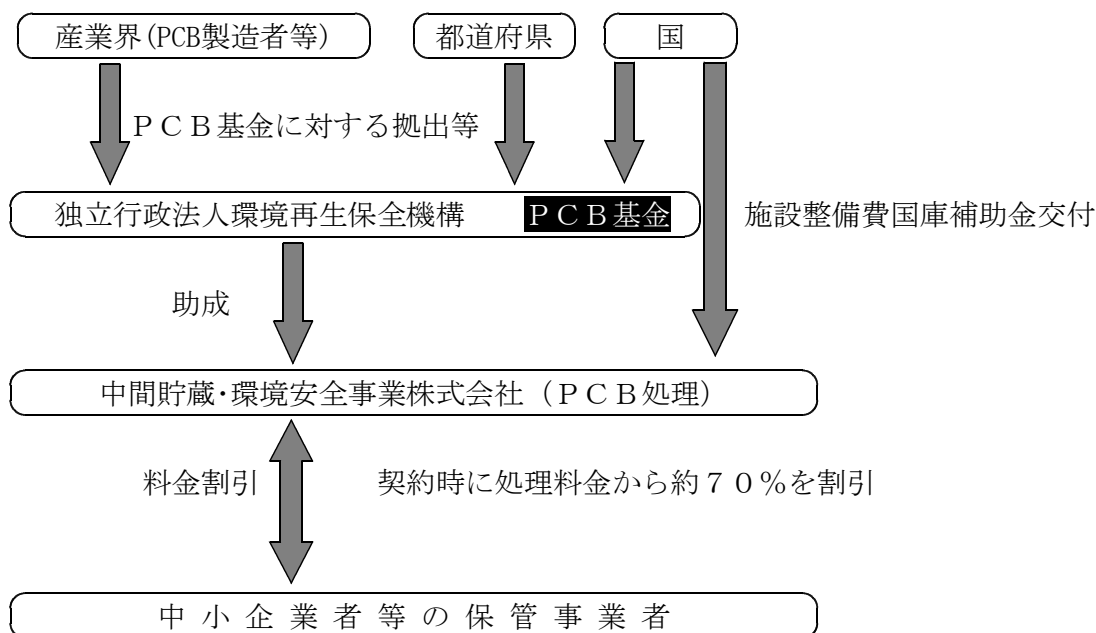 産業界(PCB製造者等) 都道府県 国
ＰＣＢ基金に対する拠出等
独立行政法人環境再生保全機構 ＰＣＢ基金 施設整備費国庫補助金交付
助成
中間貯蔵･環境安全事業株式会社（ＰＣＢ処理）
料金割引 契約時に処理料金から約７０％を割引
中小企業者等の保管事業者